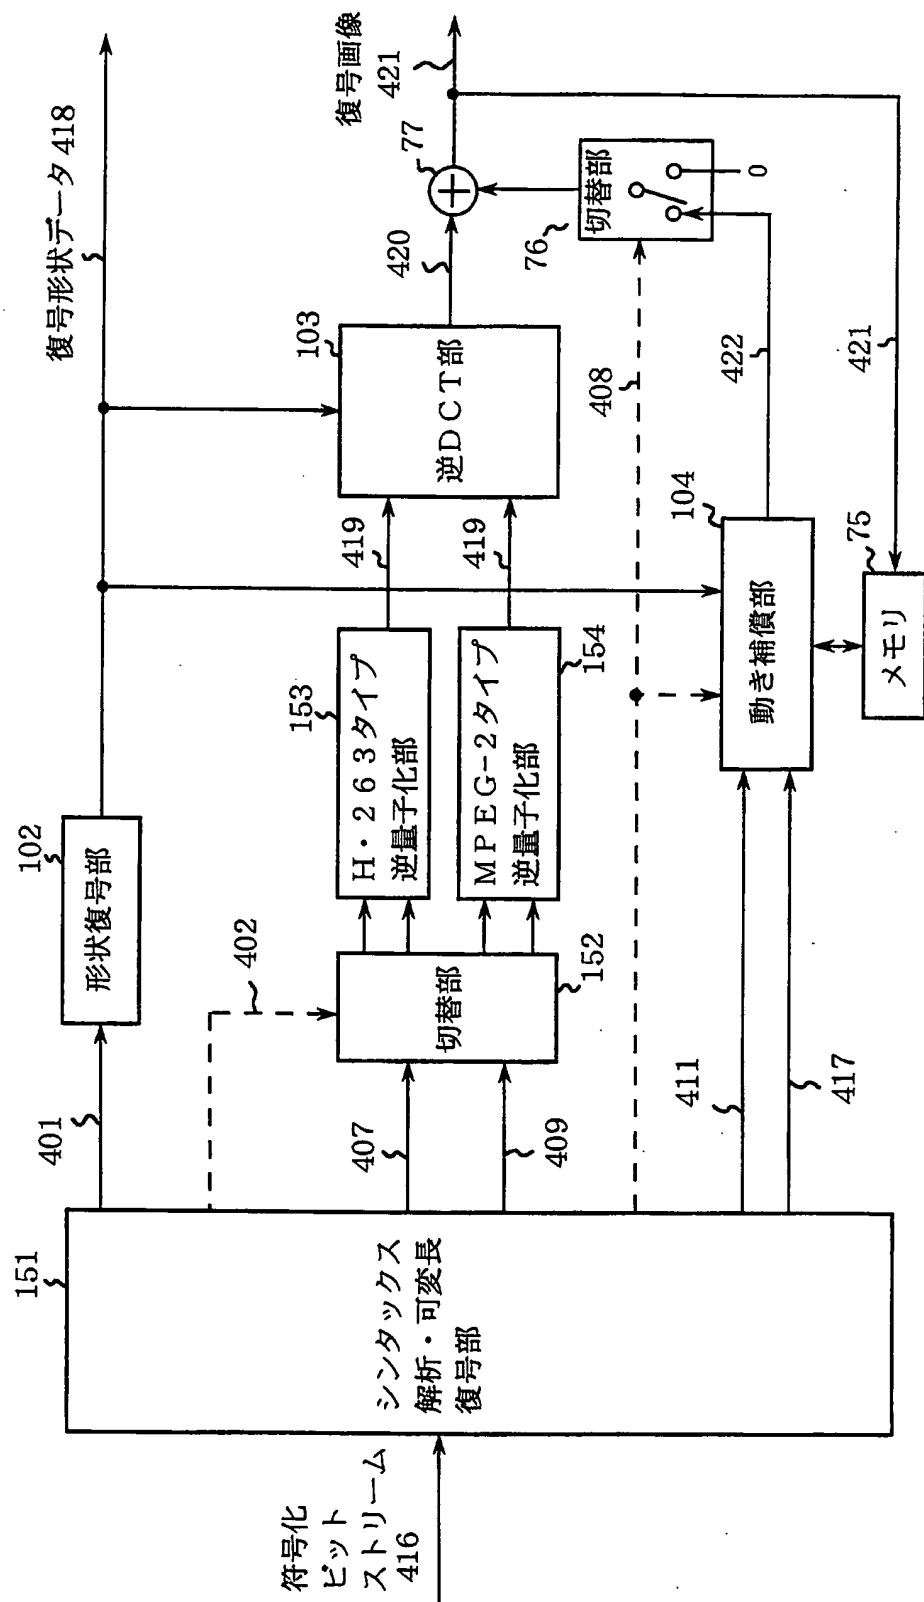 符号化
ビット
ストリーム
416
151
シンタックス
解析・可変長
復号部
401
102
形状復号部
復号形状データ 418
402
407
409
切替部
152
153
H・263タイプ
逆量子化部
MPEG-2タイプ
逆量子化部
154
419
419
103
逆DCT部
420
77
復号画像
421
76
切替部
0
408
411
417
104
動き補償部
422
75
メモリ
421